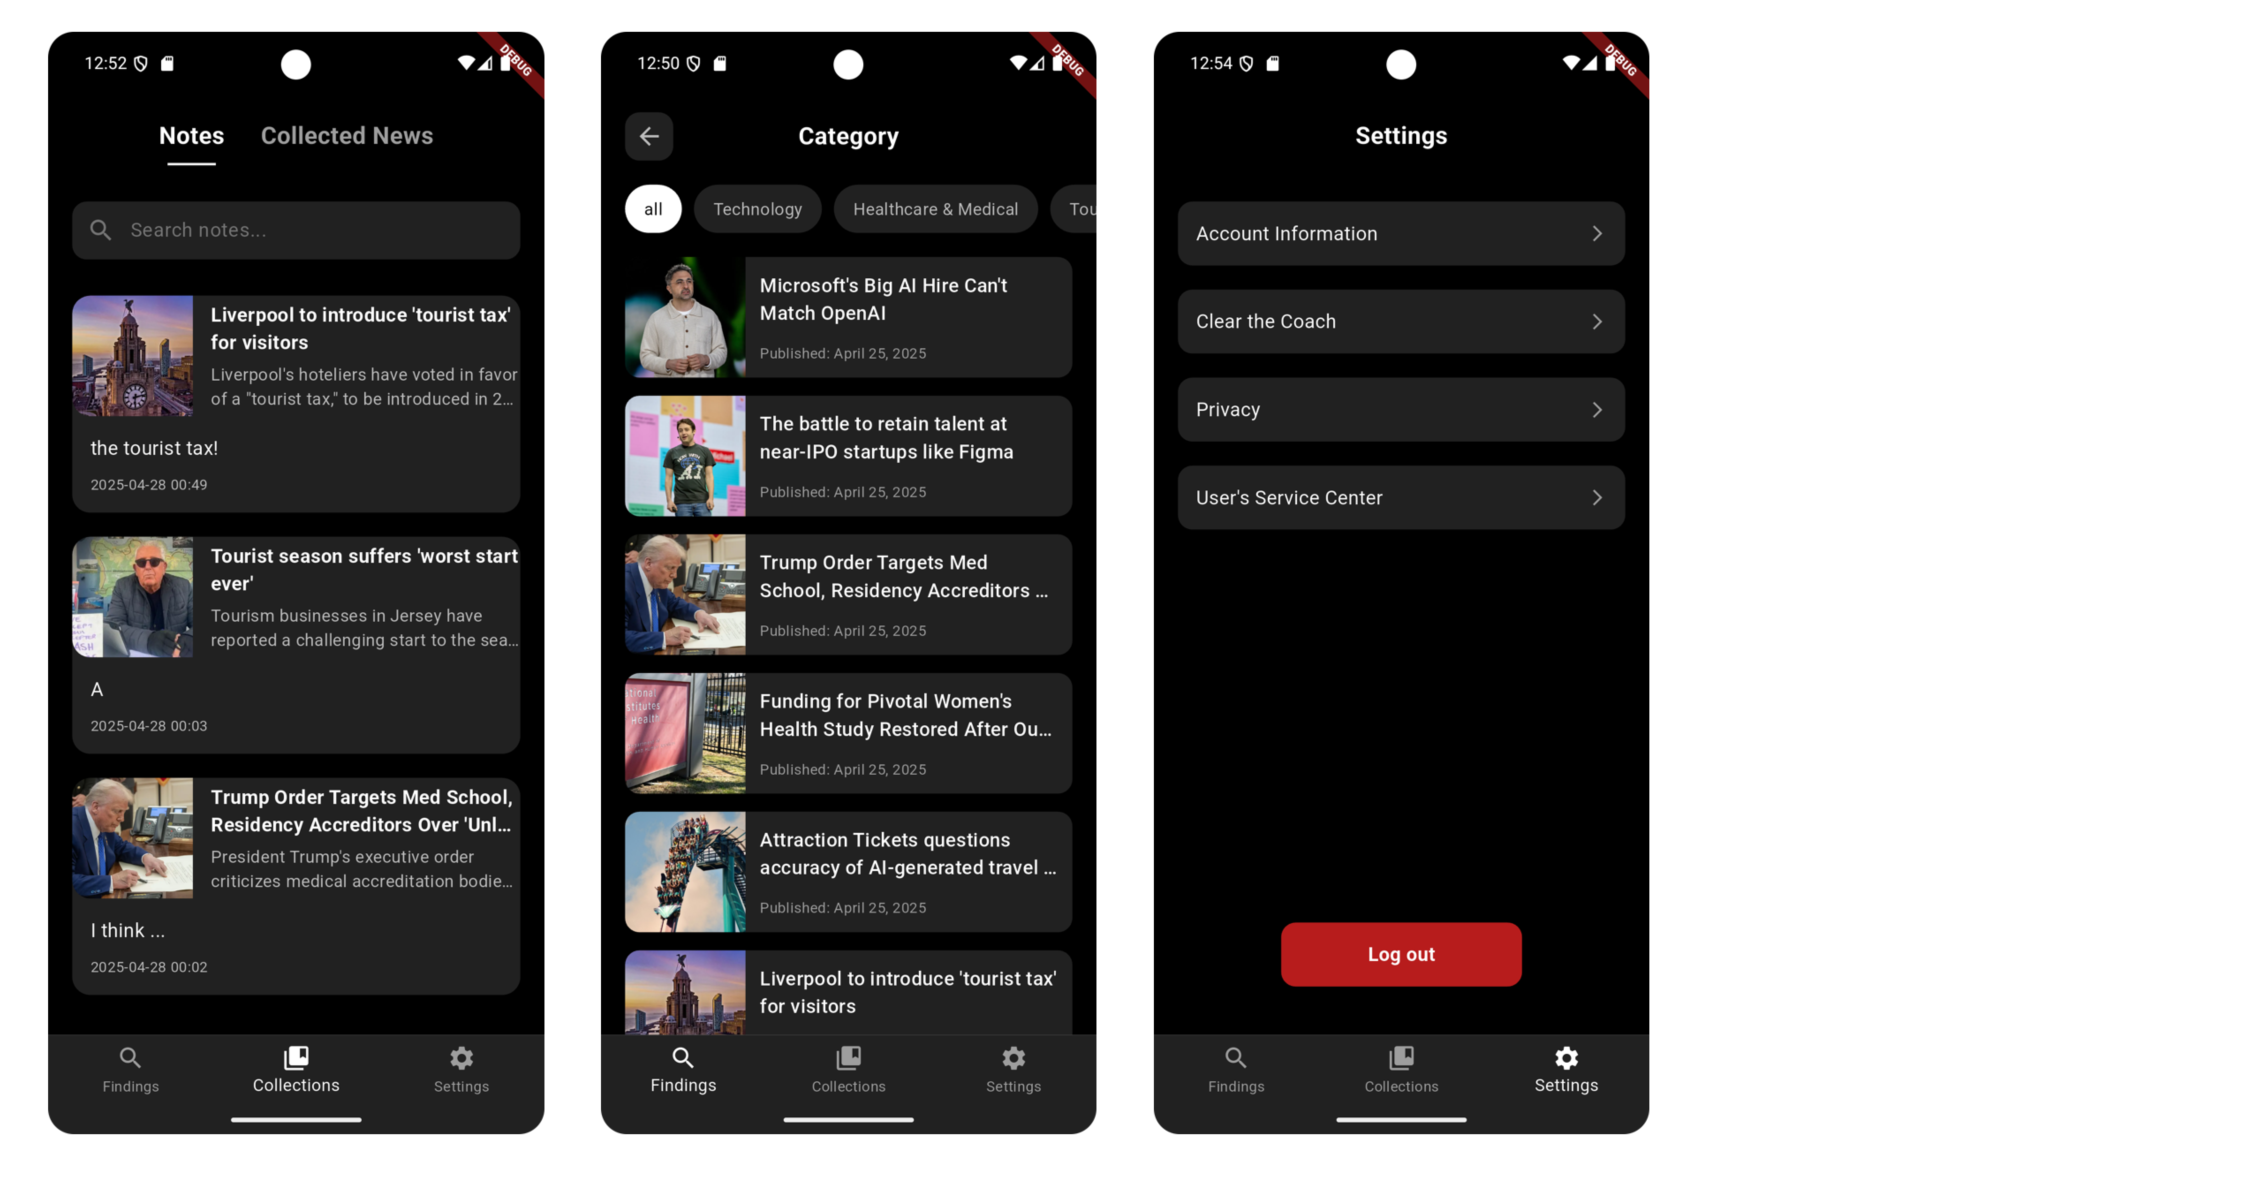 12:52
DEBUG
Notes
Collected News
Search notes...
Liverpool to introduce 'tourist tax'
for visitors
Liverpool's hoteliers have voted in favor
of a "tourist tax," to be introduced in 2...
the tourist tax!
2025-04-28 00:49
Tourist season suffers 'worst start
ever'
Tourism businesses in Jersey have
reported a challenging start to the sea...
A
2025-04-28 00:03
Trump Order Targets Med School,
Residency Accreditors Over 'Unl...
President Trump's executive order
criticizes medical accreditation bodie...
I think ...
2025-04-28 00:02
Findings
Collections
Settings
12:50
DEBUG
Category
all
Technology
Healthcare & Medical
Tou
Microsoft's Big AI Hire Can't
Match OpenAI
Published: April 25, 2025
The battle to retain talent at
near-IPO startups like Figma
Published: April 25, 2025
Trump Order Targets Med
School, Residency Accreditors ...
Published: April 25, 2025
Funding for Pivotal Women's
Health Study Restored After Ou...
Published: April 25, 2025
Attraction Tickets questions
accuracy of AI-generated travel ...
Published: April 25, 2025
Liverpool to introduce 'tourist tax'
for visitors
Findings
Collections
Settings
12:54
DEBUG
Settings
Account Information
Clear the Coach
Privacy
User's Service Center
Log out
Findings
Collections
Settings